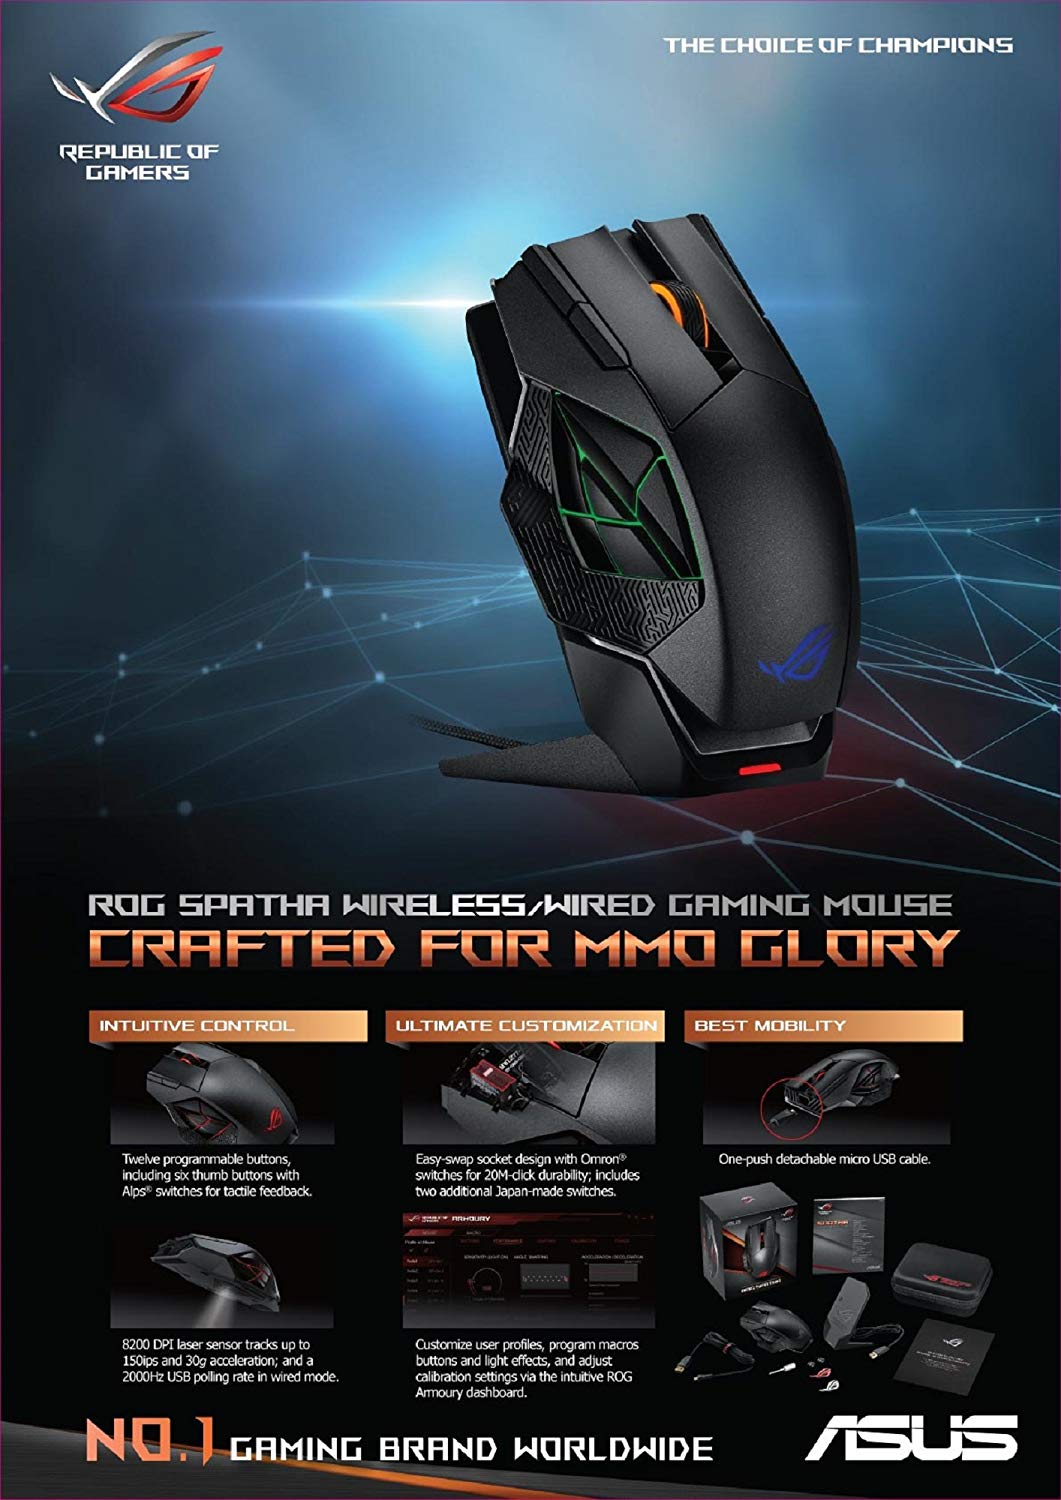 REPUBLIC OF
GAMERS
THE CHOICE OF CHAMPIONS
ROG SPATHA WIRELESS/WIRED GAMING MOUSE
CRAFTED FOR MMO GLORY
INTUITIVE CONTROL
Twelve programmable buttons,
including six thumb buttons with
Alps® switches for tactile feedback.
8200 DPI laser sensor tracks up to
150ips and 30g acceleration; and a
2000Hz USB polling rate in wired mode.
ULTIMATE CUSTOMIZATION
Easy-swap socket design with Omron®
switches for 20M-click durability; includes
two additional Japan-made switches.
REPUBLIC OF
GAMERS
ARMOURY
Customize user profiles, program macros
buttons and light effects, and adjust
calibration settings via the intuitive ROG
Armoury dashboard.
BEST MOBILITY
One-push detachable micro USB cable.
NO.1 GAMING BRAND WORLDWIDE
ASUS